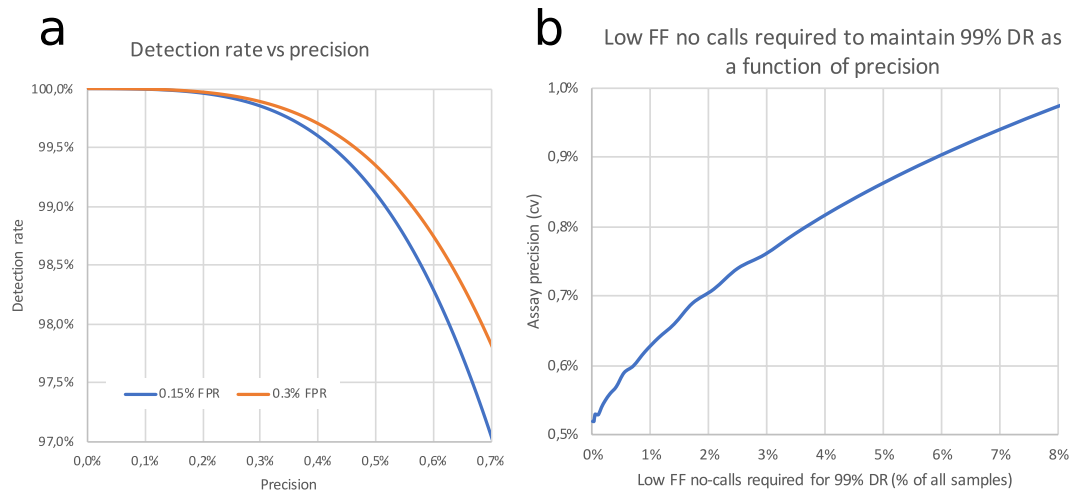 a
Detection rate vs precision
100,0%
99,5%
99,0%
98,5%
98,0%
97,5%
97,0%
Detection rate
0.15% FPR
0.3% FPR
0,0%
0,1%
0,2%
0,3%
0,4%
0,5%
0,6%
0,7%
Precision
b
Low FF no calls required to maintain 99% DR as
a function of precision
1,0%
0,9%
0,8%
0,7%
0,6%
0,5%
Assay precision (cv)
0%
1%
2%
3%
4%
5%
6%
7%
8%
Low FF no-calls required for 99% DR (% of all samples)